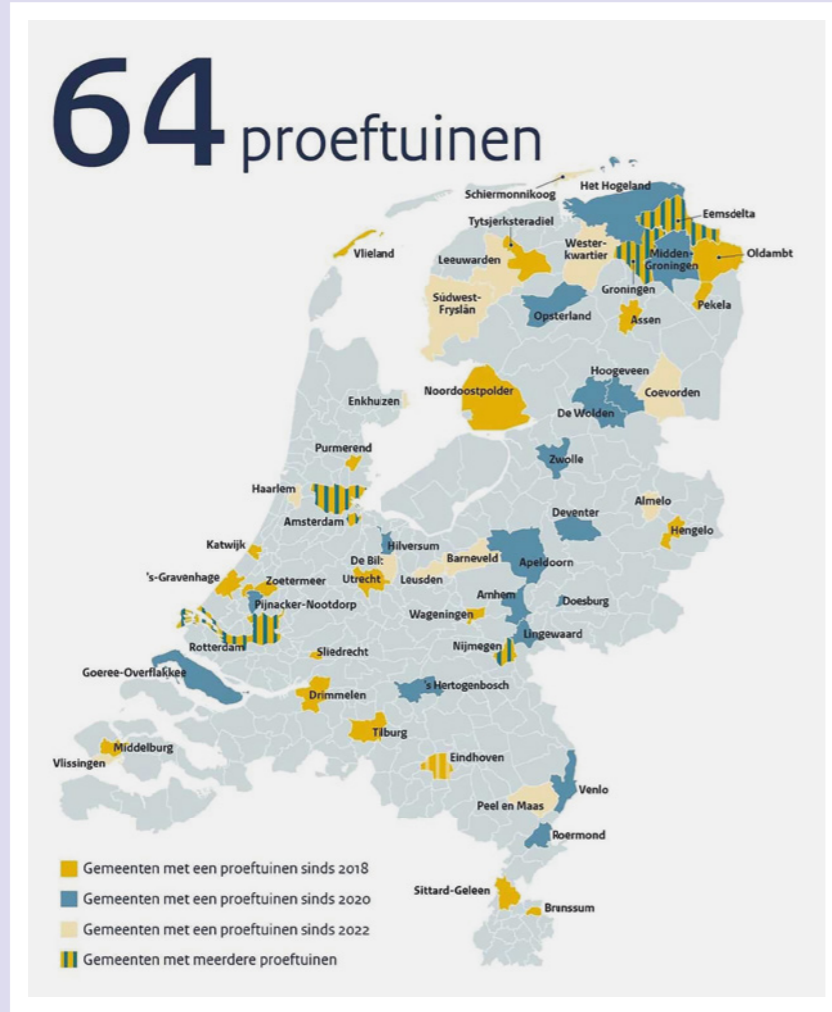 64 proeftuinen
Schiermonnikoog
Het Hogeland
Eemsdelta
Tytsjerksteradiel
Vlieland
Leeuwarden
Wester-
kwartier
Midden-
Groningen
Oldambt
Groningen
Súdwest-
Fryslân
Opsterland
Assen
Pekela
Noordoostpolder
Hoogeveen
Coevorden
Enkhuizen
De Wolden
Purmerend
Zwolle
Haarlem
Almelo
Amsterdam
Deventer
Hengelo
Katwijk
Hilversum
De Bilt
Barneveld
Apeldoorn
's-Gravenhage
Zoetermeer
Utrecht
Leusden
Pijnacker-Nootdorp
Wageningen
Arnhem
Doesburg
Lingewaard
Rotterdam
Sliedrecht
Nijmegen
Goeree-Overflakkee
Drimmelen
's Hertogenbosch
Tilburg
Middelburg
Vlissingen
Eindhoven
Venlo
Peel en Maas
Roermond
Sittard-Geleen
Brunssum
Gemeenten met een proeftuinen sinds 2018
Gemeenten met een proeftuinen sinds 2020
Gemeenten met een proeftuinen sinds 2022
Gemeenten met meerdere proeftuinen